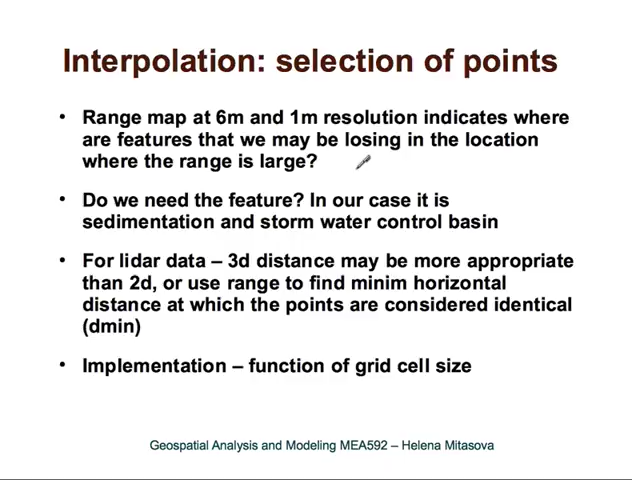 Interpolation: selection of points
• Range map at 6m and 1m resolution indicates where
are features that we may be losing in the location
where the range is large?
• Do we need the feature? In our case it is
sedimentation and storm water control basin
• For lidar data – 3d distance may be more appropriate
than 2d, or use range to find minim horizontal
distance at which the points are considered identical
(dmin)
• Implementation – function of grid cell size
Geospatial Analysis and Modeling MEA592 – Helena Mitasova